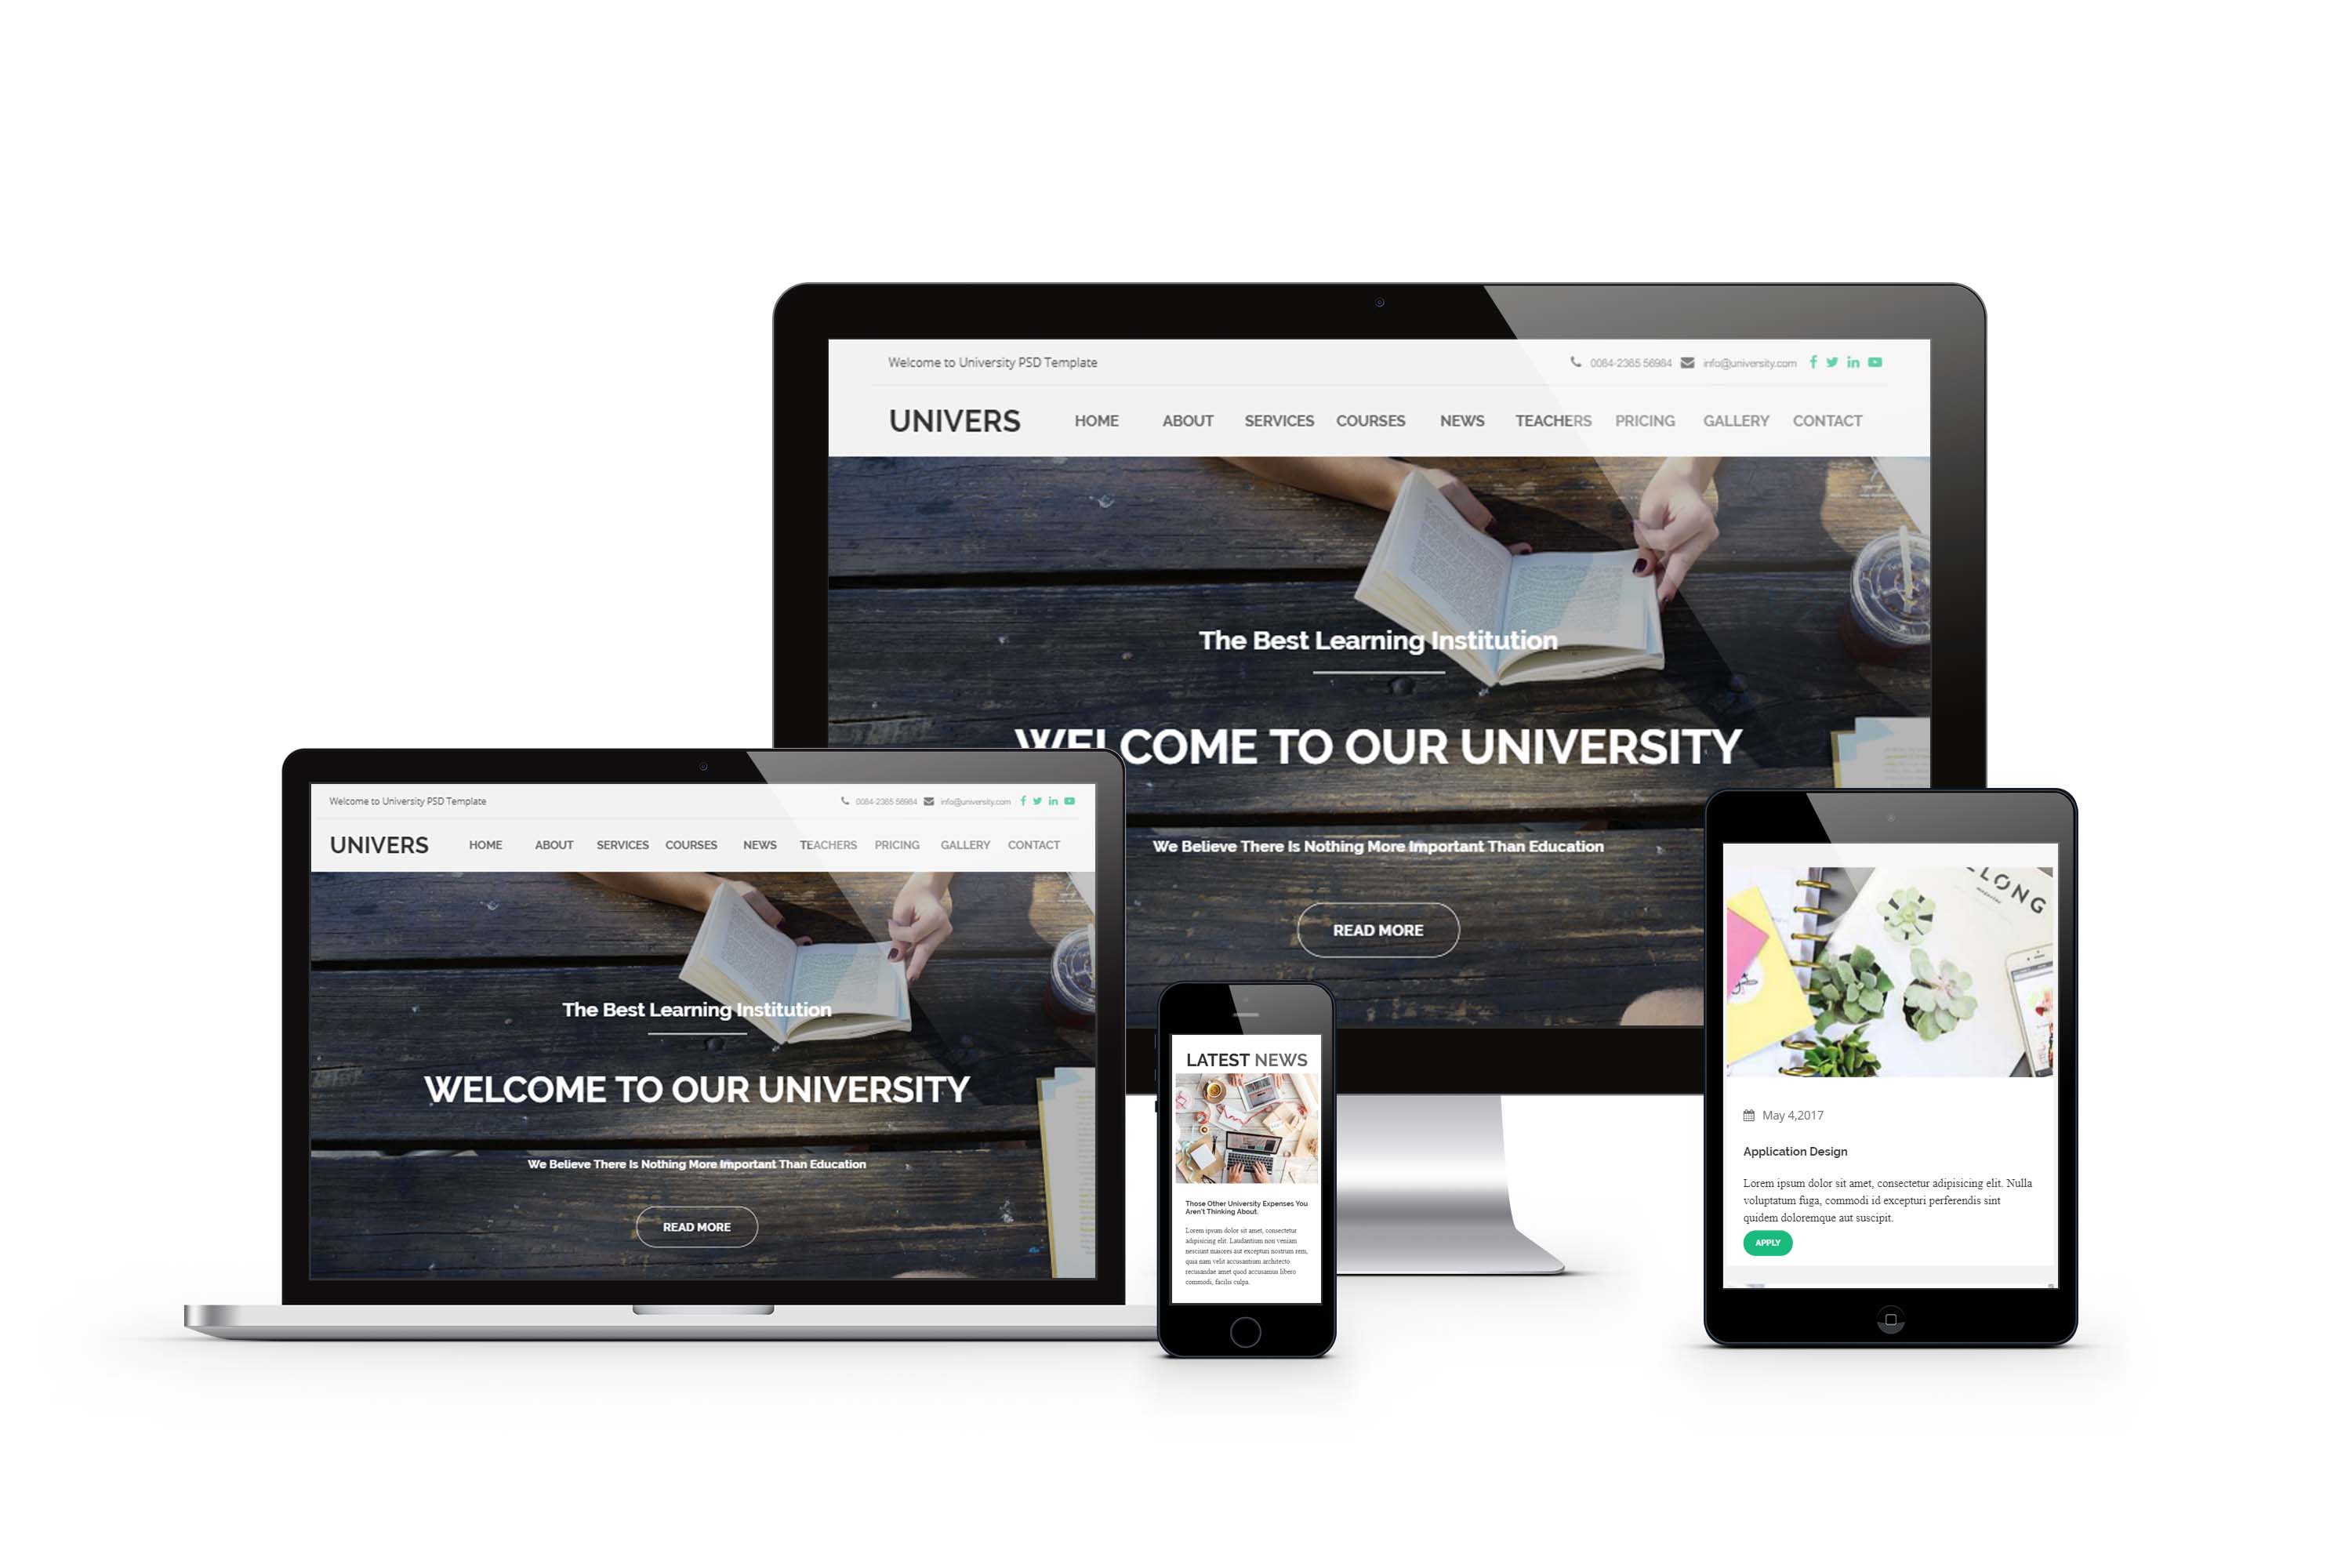 Welcome to University PSD Template
0084-2365 56984 info@university.com
UNIVERS HOME ABOUT SERVICES COURSES NEWS TEACHERS PRICING GALLERY CONTACT
The Best Learning Institution
WELCOME TO OUR UNIVERSITY
We Believe There Is Nothing More Important Than Education
READ MORE
Welcome to University PSD Template
0084-2365 56984 info@university.com
UNIVERS HOME ABOUT SERVICES COURSES NEWS TEACHERS PRICING GALLERY CONTACT
The Best Learning Institution
WELCOME TO OUR UNIVERSITY
We Believe There Is Nothing More Important Than Education
READ MORE
LATEST NEWS
Those Other University Expenses You
Aren't Thinking About.
Lorem ipsum dolor sit amet, consectetur
adipisicing elit. Laudantium non veniam
nesciunt maiores aut excepturi nostrum rem,
quia nam velit accusantium architecto
recusandae amet quod accusamus libero
commodi, facilis culpa.
LONG
May 4,2017
Application Design
Lorem ipsum dolor sit amet, consectetur adipisicing elit. Nulla
voluptatum fuga, commodi id excepturi perferendis sint
quidem doloremque aut suscipit.
APPLY